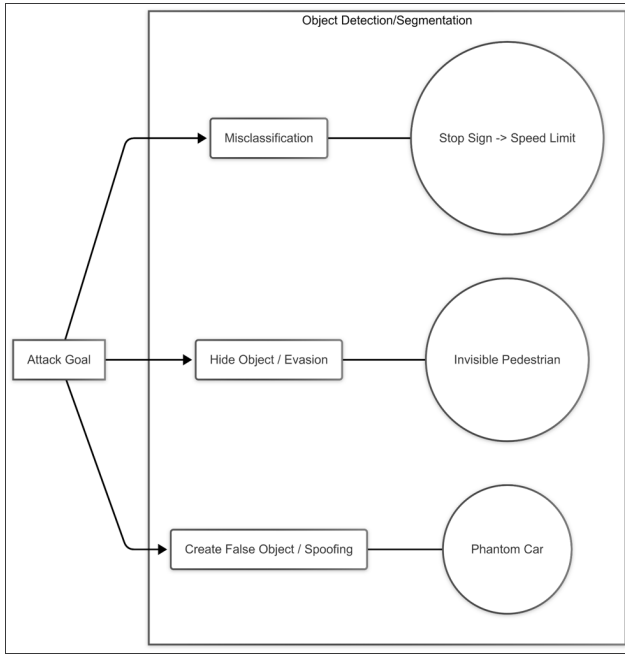 Object Detection/Segmentation
Misclassification
Stop Sign -> Speed Limit
Attack Goal
Hide Object / Evasion
Invisible Pedestrian
Create False Object / Spoofing
Phantom Car